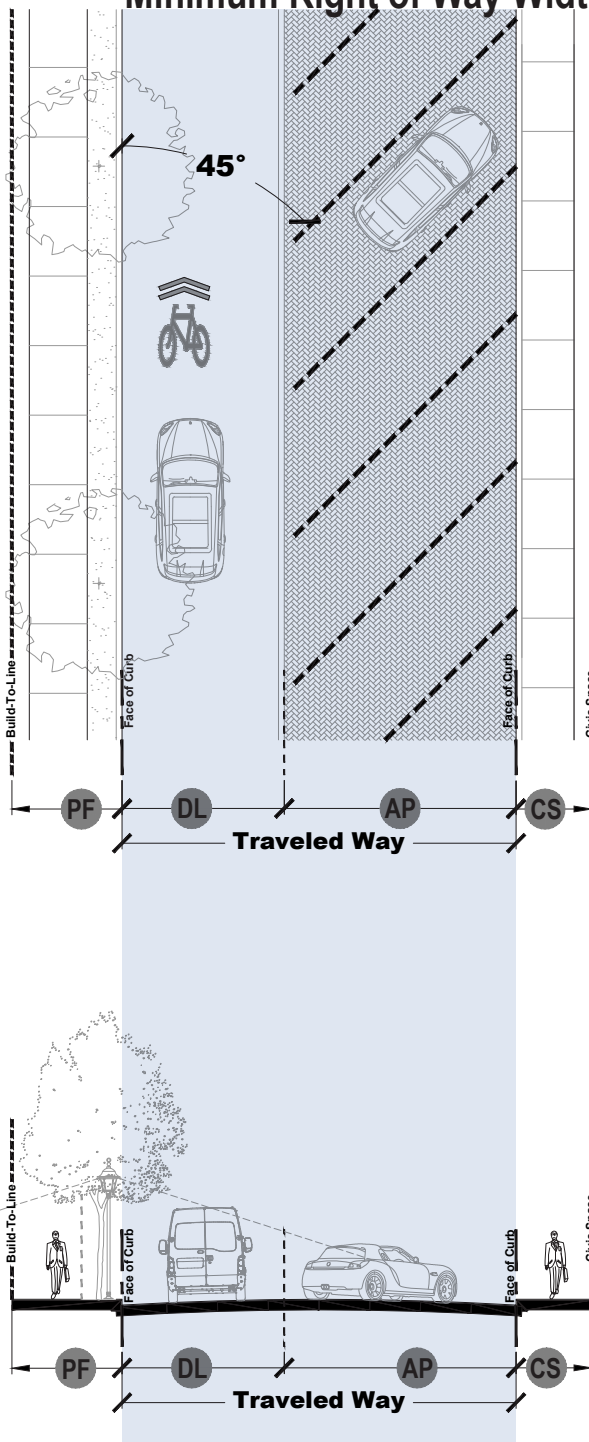 Minimum Right of Way Widt
45°
Build-To-Line
Face of Curb
Face of Curb
PF
DL
AP
CS
Traveled Way
Build-To-Line
Face of Curb
Face of Curb
PF
DL
AP
CS
Traveled Way